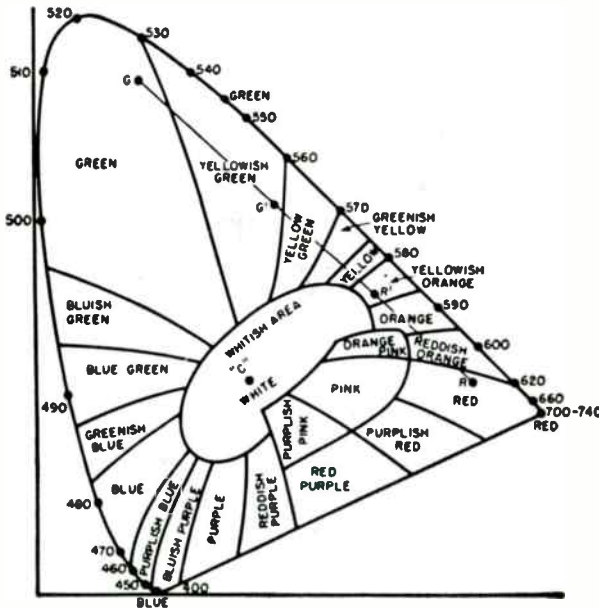 520
530
510
540
G
GREEN
550
GREEN
YELLOWISH
GREEN
560
G'
570
500
GREENISH
YELLOW
YELLOW
GREEN
580
YELLOW
YELLOWISH
ORANGE
R'
590
BLUISH
GREEN
WHITISH AREA
ORANGE
600
ORANGE
PINK
REDDISH
ORANGE
BLUE GREEN
"C"
WHITE
PINK
R
RED
620
660
700-740
RED
490
GREENISH
BLUE
PURPLISH
PINK
PURPLISH
RED
RED
PURPLE
BLUE
PURPLISH BLUE
BLUISH PURPLE
PURPLE
REDDISH
PURPLE
480
470
460
450
400
BLUE